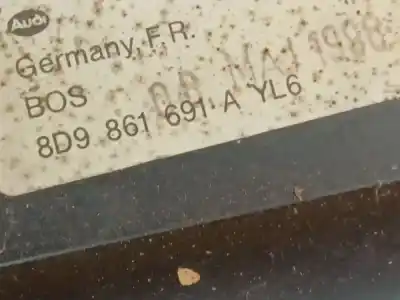 Audi
Germany, F.R.
BOS
8D9 861 691 A YL6